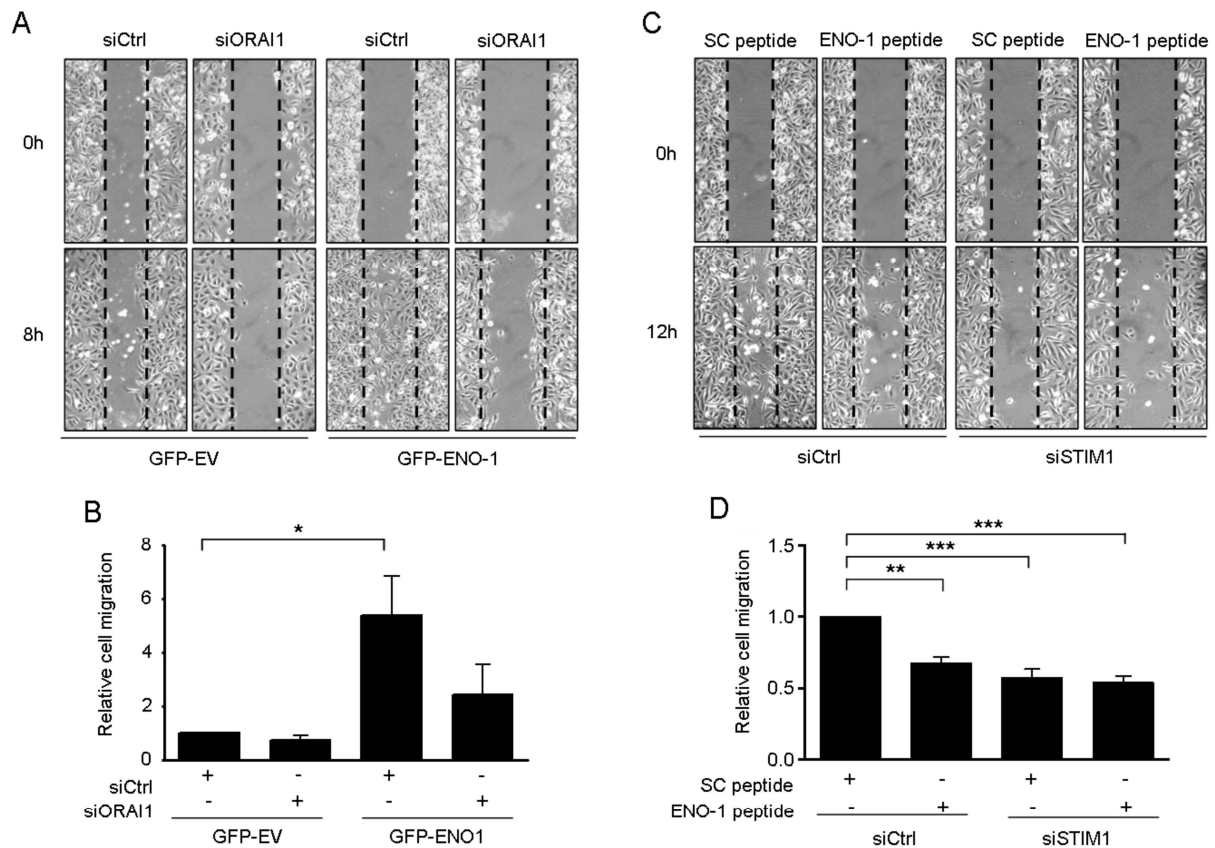 A
siCtrl siORAI1 siCtrl siORAI1
0h
8h
GFP-EV GFP-ENO-1
B
*
Relative cell migration
8
6
4
2
0
siCtrl + - + -
siORAI1 - + - +
GFP-EV GFP-ENO1
C
SC peptide ENO-1 peptide SC peptide ENO-1 peptide
0h
12h
siCtrl siSTIM1
D
***
***
**
Relative cell migration
1.5
1.0
0.5
0.0
SC peptide + - + -
ENO-1 peptide - + - +
siCtrl siSTIM1